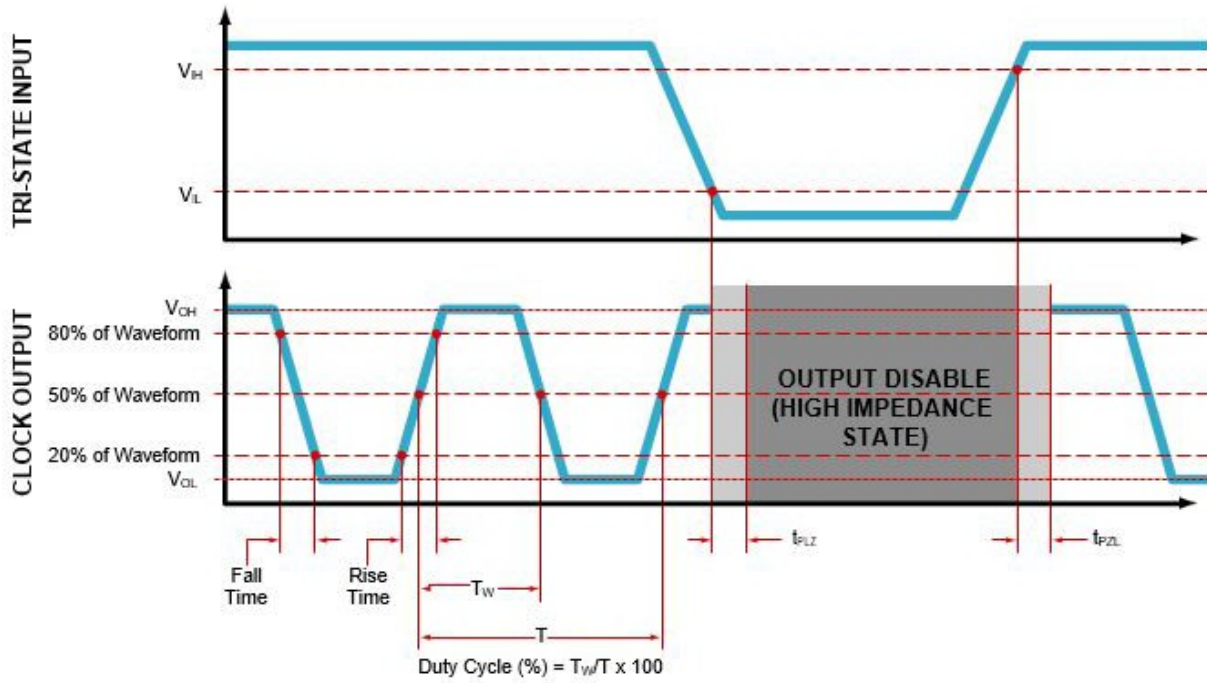 TRI-STATE INPUT
VIH
VIL
CLOCK OUTPUT
VOH
80% of Waveform
50% of Waveform
20% of Waveform
VOL
OUTPUT DISABLE
(HIGH IMPEDANCE
STATE)
tPLZ
tPZL
Fall
Time
Rise
Time
TW
T
Duty Cycle (%) = TW/T x 100